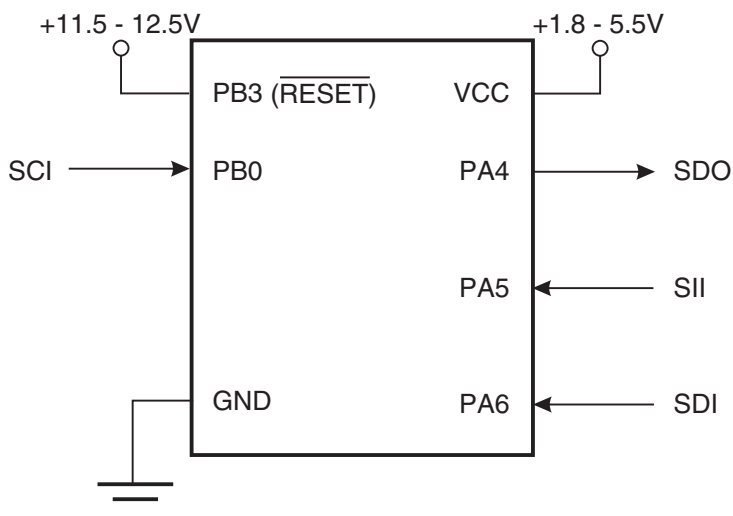 +11.5 - 12.5V
+1.8 - 5.5V
PB3 (RESET)
VCC
SCI
PB0
PA4
SDO
PA5
SII
GND
PA6
SDI